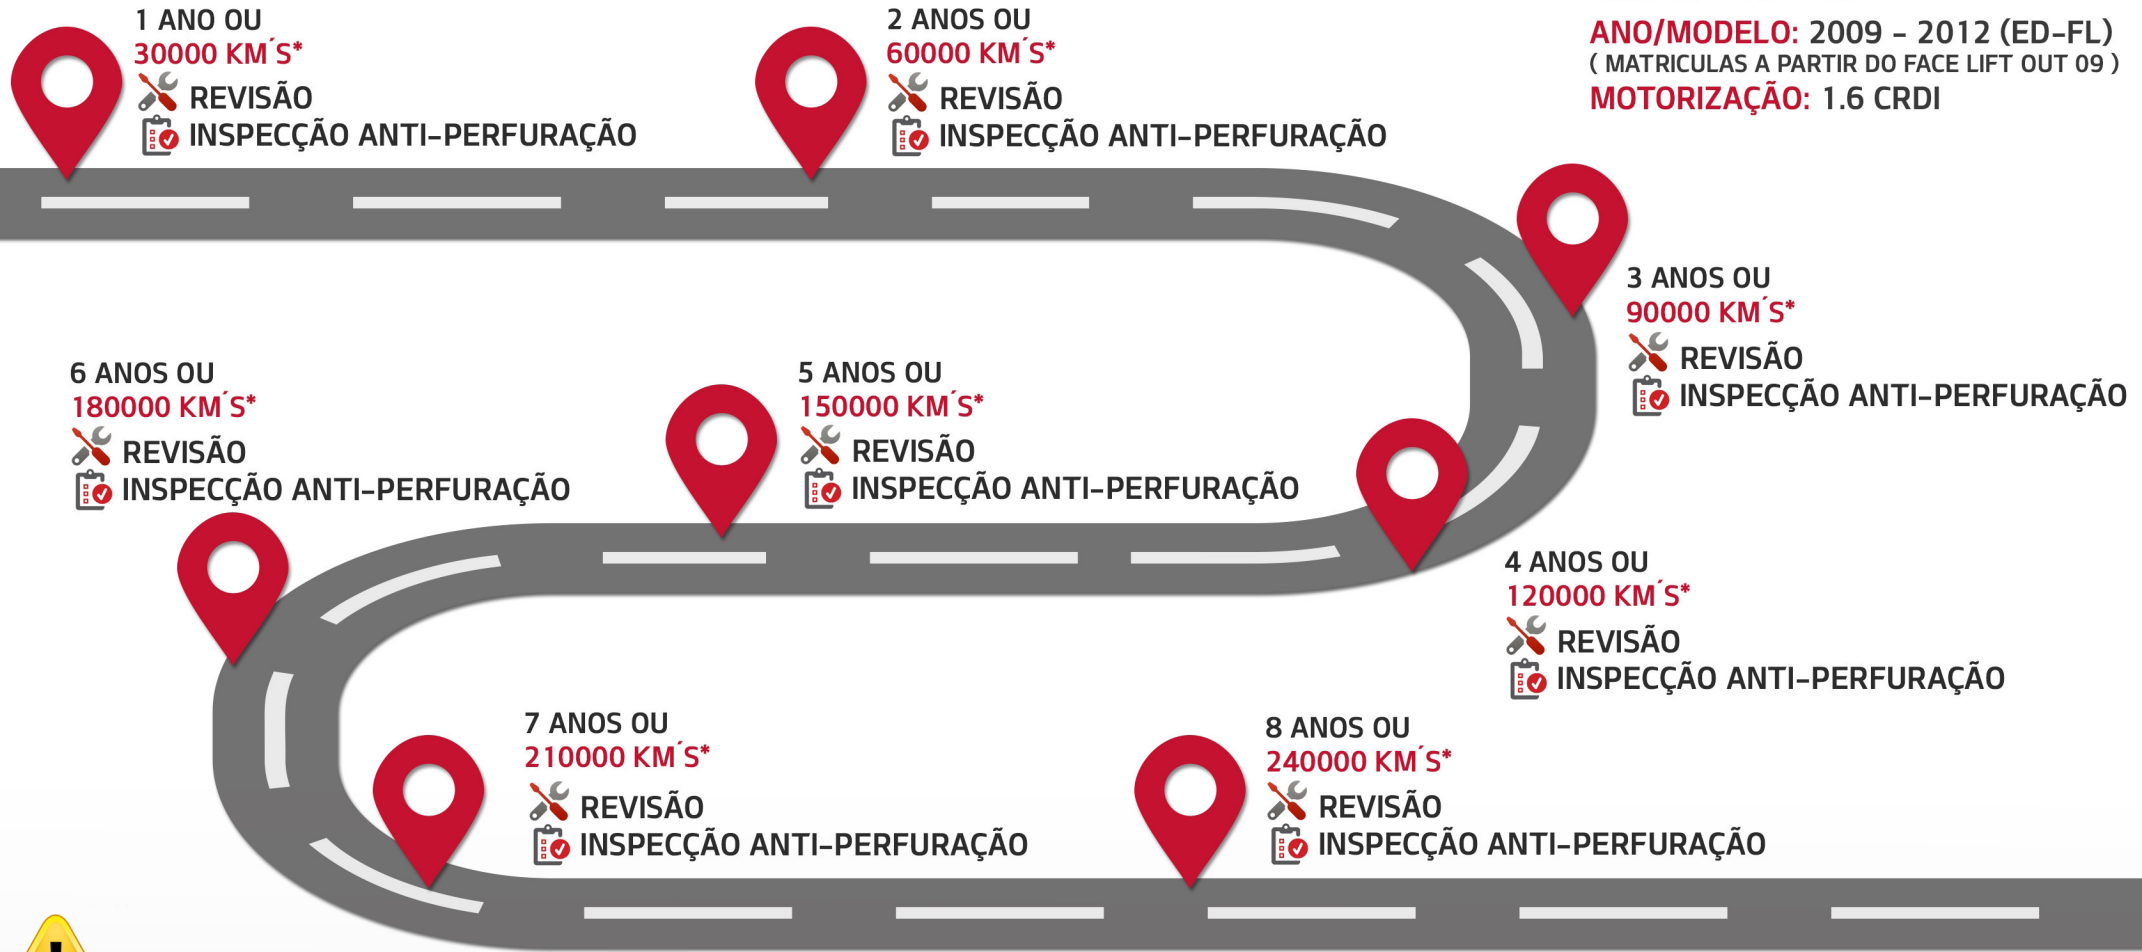 1 ANO OU
30000 KM´S*
REVISÃO
INSPECÇÃO ANTI-PERFURAÇÃO
2 ANOS OU
60000 KM´S*
REVISÃO
INSPECÇÃO ANTI-PERFURAÇÃO
ANO/MODELO: 2009 - 2012 (ED-FL)
( MATRICULAS A PARTIR DO FACE LIFT OUT 09 )
MOTORIZAÇÃO: 1.6 CRDI
3 ANOS OU
90000 KM´S*
REVISÃO
INSPECÇÃO ANTI-PERFURAÇÃO
4 ANOS OU
120000 KM´S*
REVISÃO
INSPECÇÃO ANTI-PERFURAÇÃO
5 ANOS OU
150000 KM´S*
REVISÃO
INSPECÇÃO ANTI-PERFURAÇÃO
6 ANOS OU
180000 KM´S*
REVISÃO
INSPECÇÃO ANTI-PERFURAÇÃO
7 ANOS OU
210000 KM´S*
REVISÃO
INSPECÇÃO ANTI-PERFURAÇÃO
8 ANOS OU
240000 KM´S*
REVISÃO
INSPECÇÃO ANTI-PERFURAÇÃO